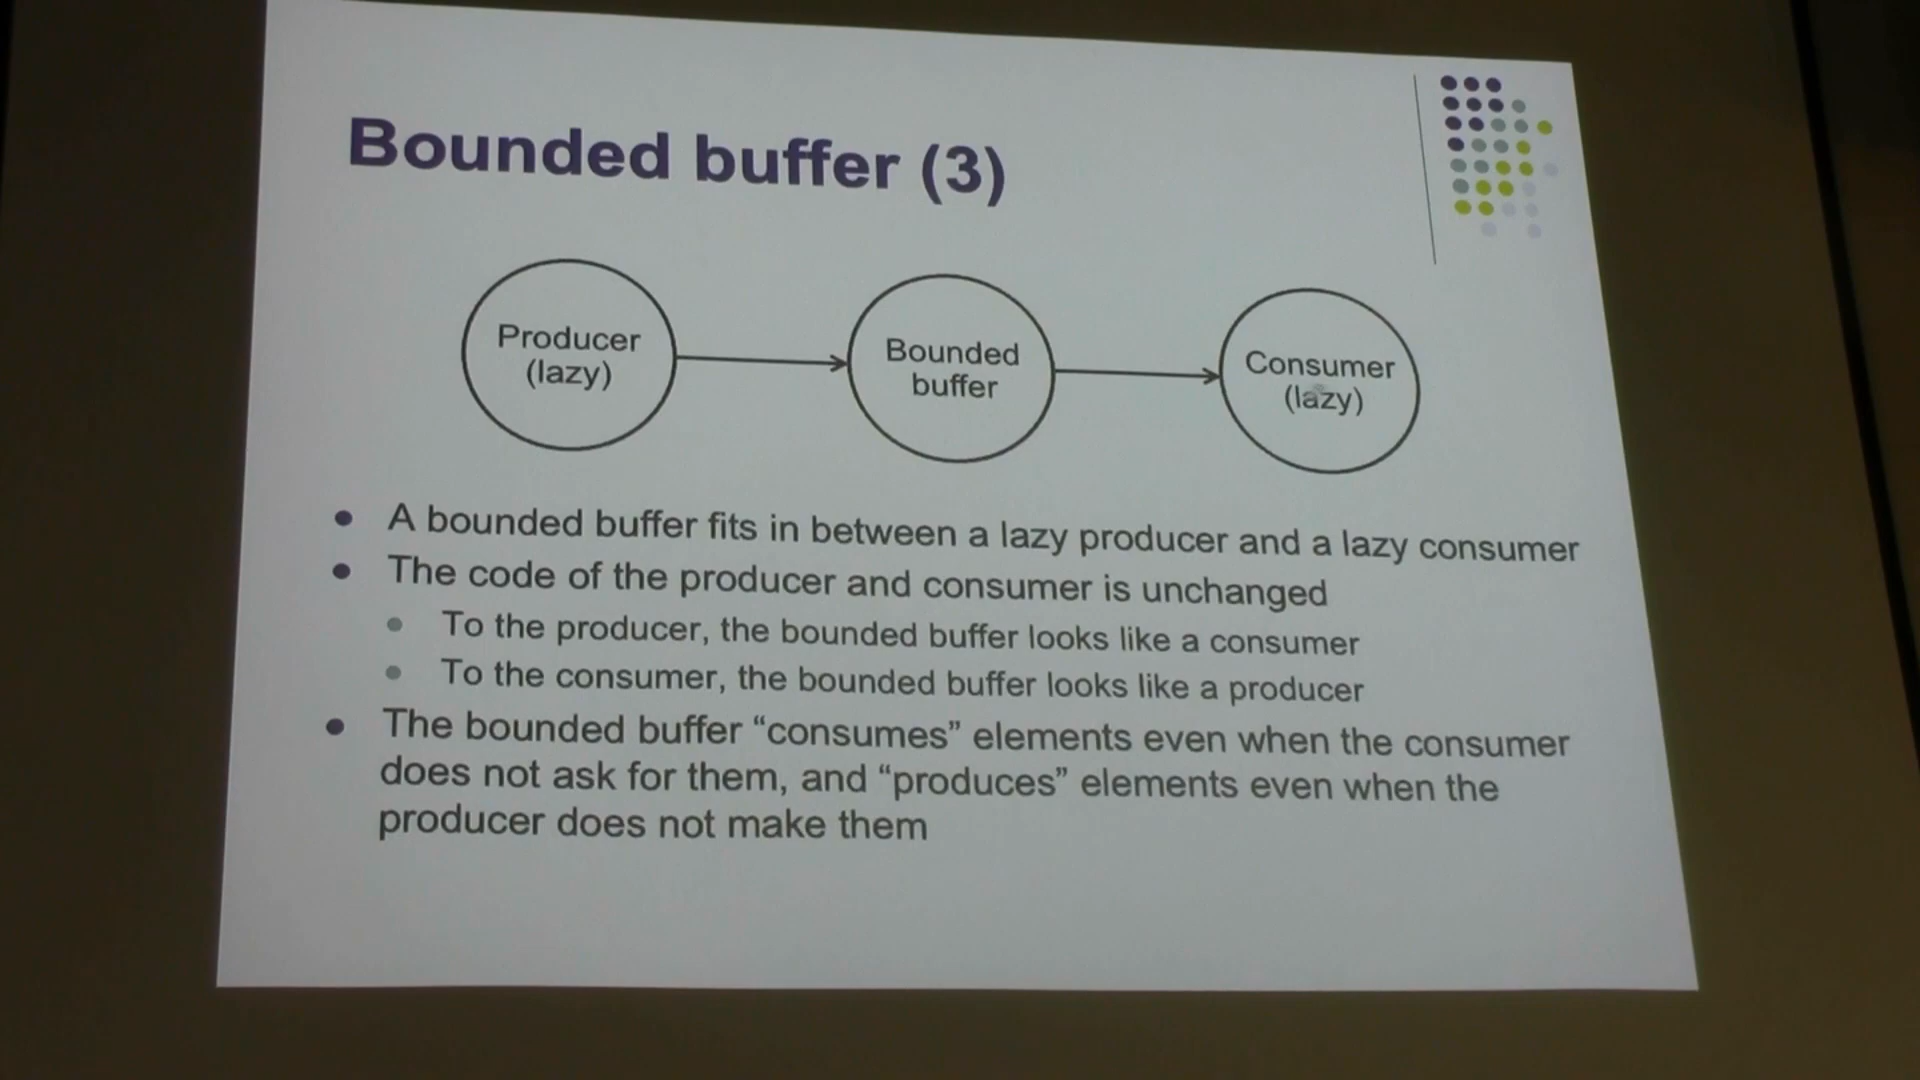 Bounded buffer (3)
Producer
(lazy)
Bounded
buffer
Consumer
(lazy)
A bounded buffer fits in between a lazy producer and a lazy consumer
The code of the producer and consumer is unchanged
To the producer, the bounded buffer looks like a consumer
To the consumer, the bounded buffer looks like a producer
The bounded buffer “consumes” elements even when the consumer
does not ask for them, and “produces” elements even when the
producer does not make them